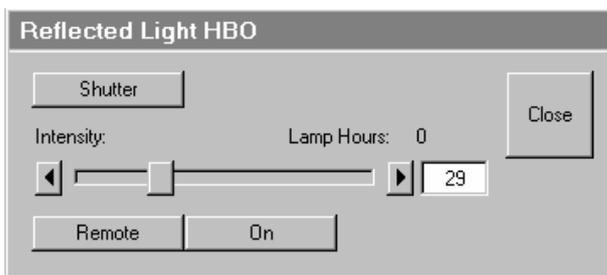 Reflected Light HBO
Shutter
Close
Intensity: Lamp Hours: 0
29
Remote On